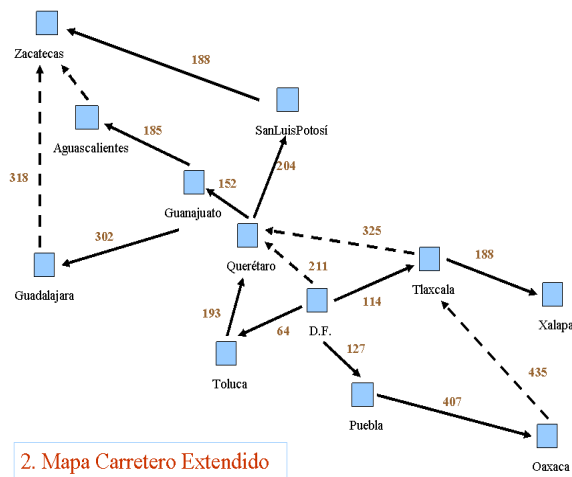 Zacatecas
188
SanLuisPotosí
Aguascalientes
185
204
318
152
Guanajuato
302
325
Querétaro
211
188
Guadalajara
Tlaxcala
114
193
64
D.F.
Xalapa
127
435
Toluca
407
Puebla
Oaxaca
2. Mapa Carretero Extendido